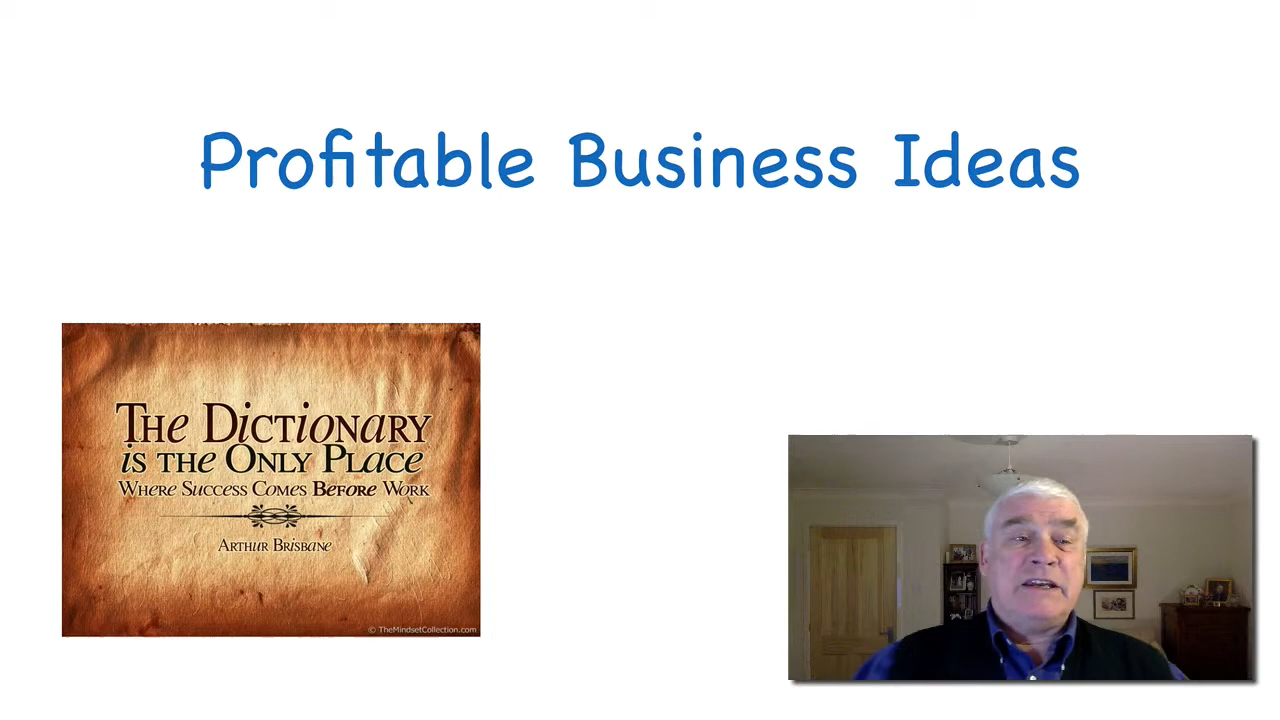 Profitable Business Ideas
The Dictionary
is the Only Place
Where Success Comes Before Work
Arthur Brisbane
© TheMindsetCollection.com